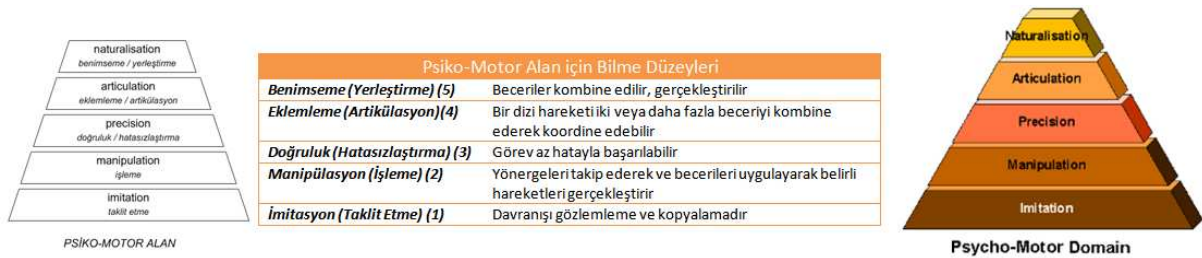 naturalisation
benimseme / yerleştirme
articulation
eklemleme / artikülasyon
precision
doğruluk / hatasızlaştırma
manipulation
işleme
imitation
taklit etme
PSİKO-MOTOR ALAN
Psiko-Motor Alan için Bilme Düzeyleri
Benimseme (Yerleştirme) (5) Beceriler kombine edilir, gerçekleştirilir
Eklemleme (Artikülasyon)(4) Bir dizi hareketi iki veya daha fazla beceriyi kombine
ederek koordine edebilir
Doğruluk (Hatasızlaştırma) (3) Görev az hatayla başarılabilir
Manipülasyon (İşleme) (2) Yönergeleri takip ederek ve becerileri uygulayarak belirli
hareketleri gerçekleştirir
İmitasyon (Taklit Etme) (1) Davranışı gözlemleme ve kopyalamadır
Naturalisation
Articulation
Precision
Manipulation
Imitation
Psycho-Motor Domain